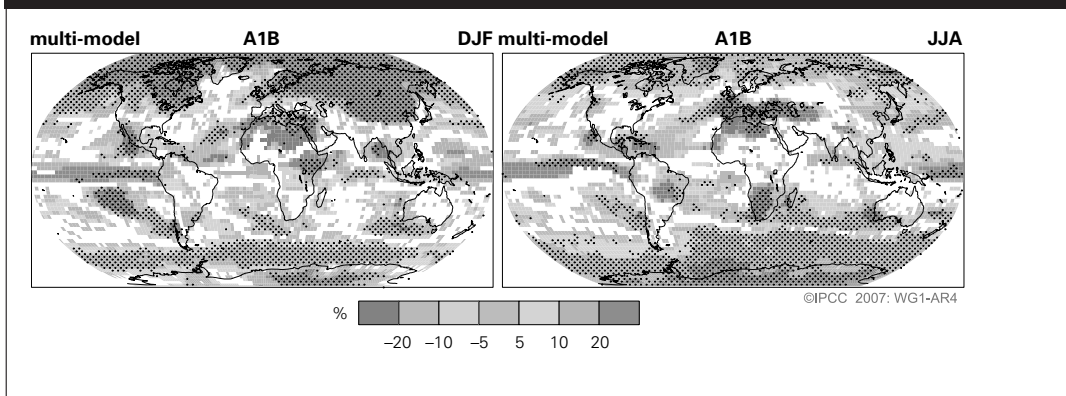 multi-model A1B DJF multi-model A1B JJA
©IPCC 2007: WG1-AR4
%
–20 –10 –5 5 10 20